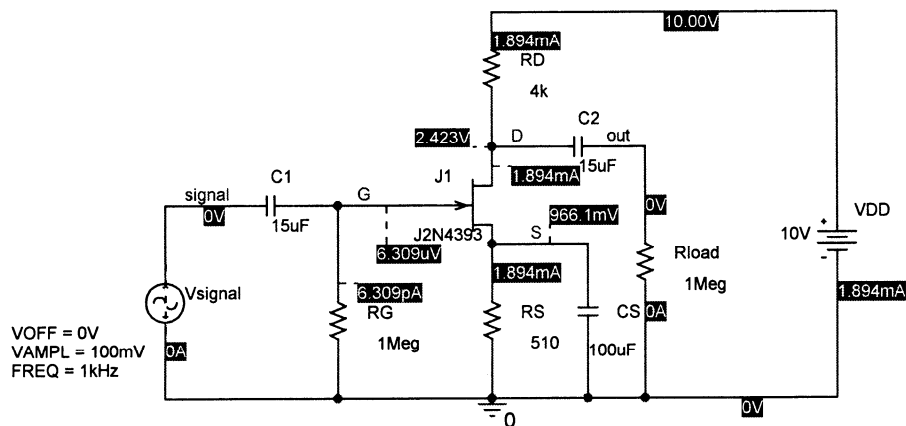 10.00V
1.894mA
RD
4k
C2
2.423V
D
out
15uF
1.894mA
J1
C1
signal
G
0V
15uF
966.1mV
0V
J2N4393
S
VDD
10V
6.309uV
Rload
1Meg
1.894mA
Vsignal
6.309pA
1.894mA
RG
RS
CS
0A
VOFF = 0V
VAMPL = 100mV
FREQ = 1kHz
0A
1Meg
510
100uF
0V
0